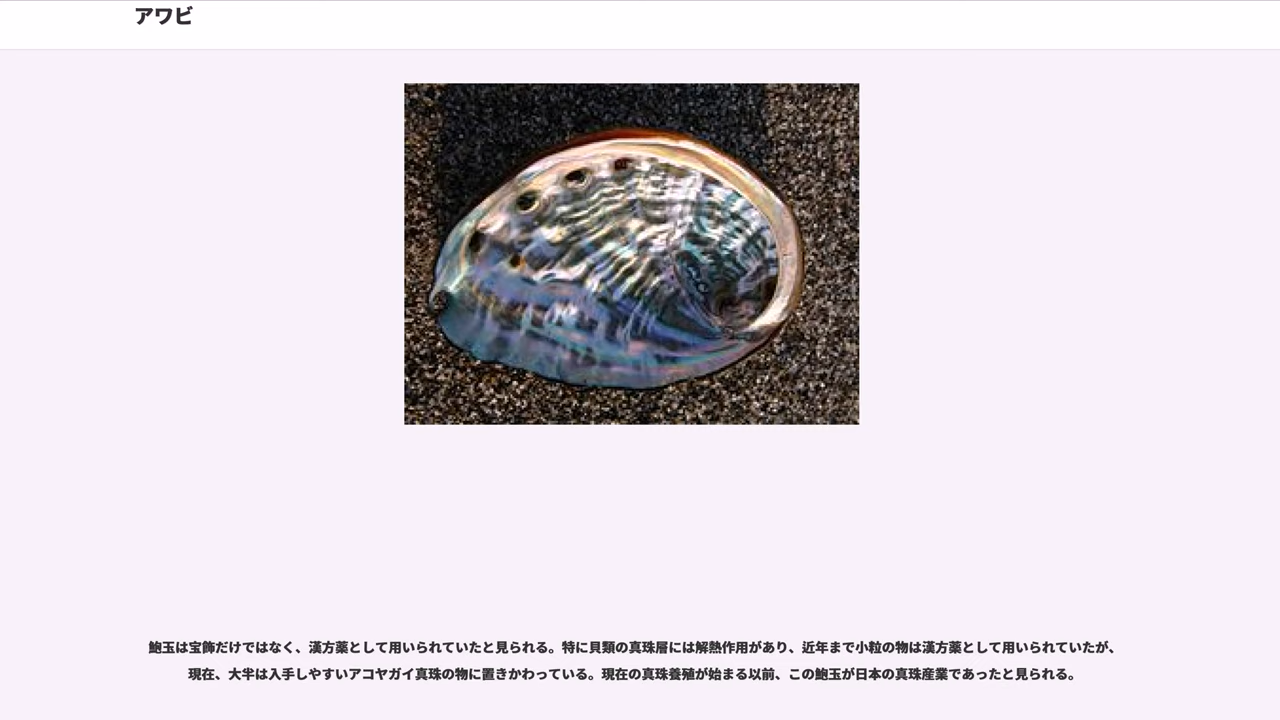 アワビ
鮑玉は宝飾だけではなく、漢方薬として用いられていたと見られる。特に貝類の真珠層には解熱作用があり、近年まで小粒の物は漢方薬として用いられていたが、
現在、大半は入手しやすいアコヤガイ真珠の物に置きかわっている。現在の真珠養殖が始まる以前、この鮑玉が日本の真珠産業であったと見られる。